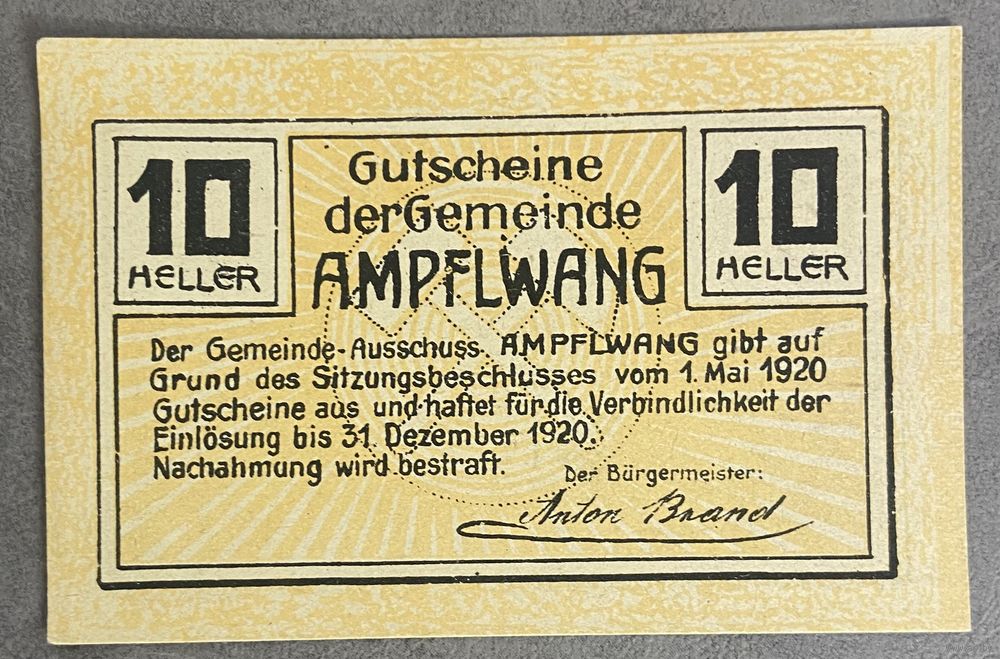 10
HELLER
Gutscheine
der Gemeinde
AMPFLWANG
10
HELLER
Der Gemeinde-Ausschuss AMPFLWANG gibt auf
Grund des Sitzungsbeschlusses vom 1. Mai 1920
Gutscheine aus und haftet für die Verbindlichkeit der
Einlösung bis 31. Dezember 1920.
Nachahmung wird bestraft.
Der Bürgermeister:
Anton Brand